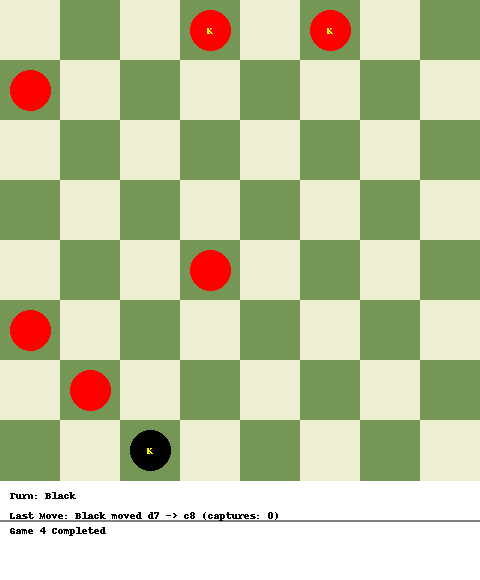 K K
K
Turn: Black
Last Move: Black moved d7 -> c8 (captures: 0)
Game 4 Completed